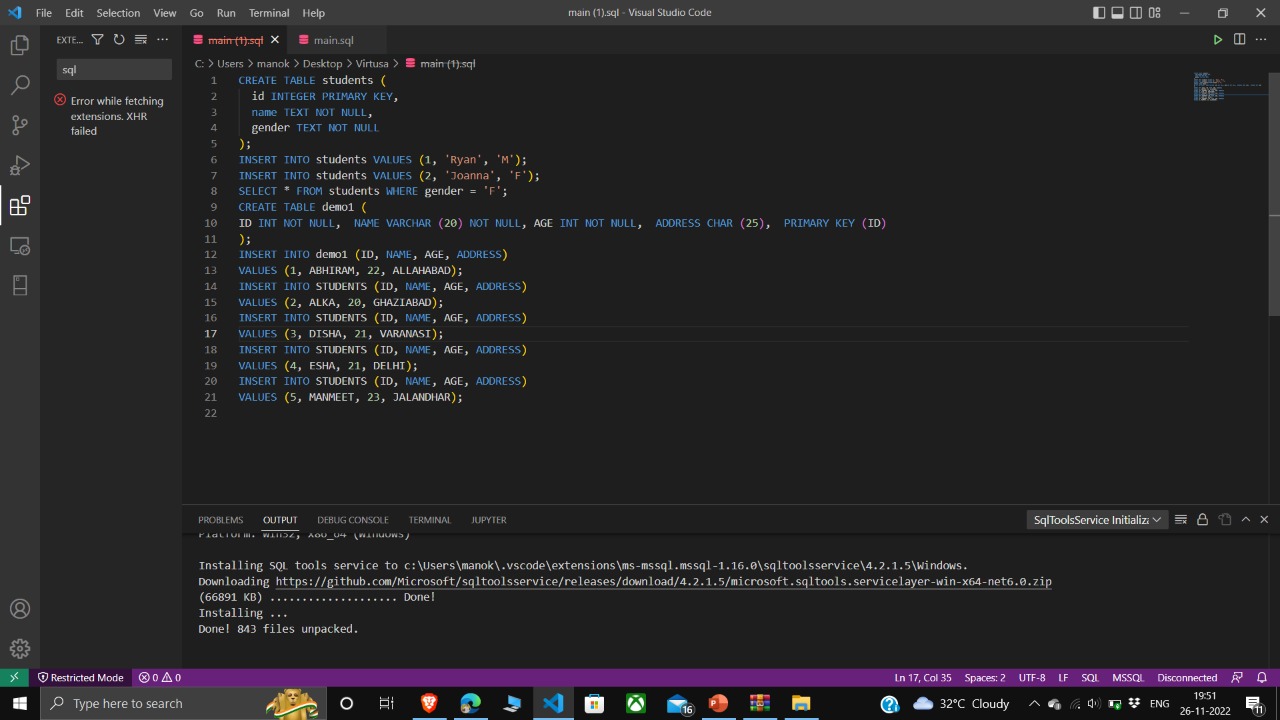 File Edit Selection View Go Run Terminal Help main (1).sql - Visual Studio Code
EXTE... main (1).sql main.sql
C: > Users > manok > Desktop > Virtusa > main (1).sql
sql
Error while fetching
extensions. XHR
failed
1 CREATE TABLE students (
2 id INTEGER PRIMARY KEY,
3 name TEXT NOT NULL,
4 gender TEXT NOT NULL
5 );
6 INSERT INTO students VALUES (1, 'Ryan', 'M');
7 INSERT INTO students VALUES (2, 'Joanna', 'F');
8 SELECT * FROM students WHERE gender = 'F';
9 CREATE TABLE demo1 (
10 ID INT NOT NULL, NAME VARCHAR (20) NOT NULL, AGE INT NOT NULL, ADDRESS CHAR (25), PRIMARY KEY (ID)
11 );
12 INSERT INTO demo1 (ID, NAME, AGE, ADDRESS)
13 VALUES (1, ABHIRAM, 22, ALLAHABAD);
14 INSERT INTO STUDENTS (ID, NAME, AGE, ADDRESS)
15 VALUES (2, ALKA, 20, GHAZIABAD);
16 INSERT INTO STUDENTS (ID, NAME, AGE, ADDRESS)
17 VALUES (3, DISHA, 21, VARANASI);
18 INSERT INTO STUDENTS (ID, NAME, AGE, ADDRESS)
19 VALUES (4, ESHA, 21, DELHI);
20 INSERT INTO STUDENTS (ID, NAME, AGE, ADDRESS)
21 VALUES (5, MANMEET, 23, JALANDHAR);
22
PROBLEMS OUTPUT DEBUG CONSOLE TERMINAL JUPYTER SqlToolsService Initializa
Platform: win32, x86_64 (Windows)
Installing SQL tools service to c:\Users\manok\.vscode\extensions\ms-mssql.mssql-1.16.0\sqltoolsservice\4.2.1.5\Windows.
Downloading https://github.com/Microsoft/sqltoolsservice/releases/download/4.2.1.5/microsoft.sqltools.servicelayer-win-x64-net6.0.zip
(66891 KB) .................... Done!
Installing ...
Done! 843 files unpacked.
Restricted Mode 0 0 Ln 17, Col 35 Spaces: 2 UTF-8 LF SQL MSSQL Disconnected
Type here to search 16 32°C Cloudy ENG 19:51
26-11-2022 11